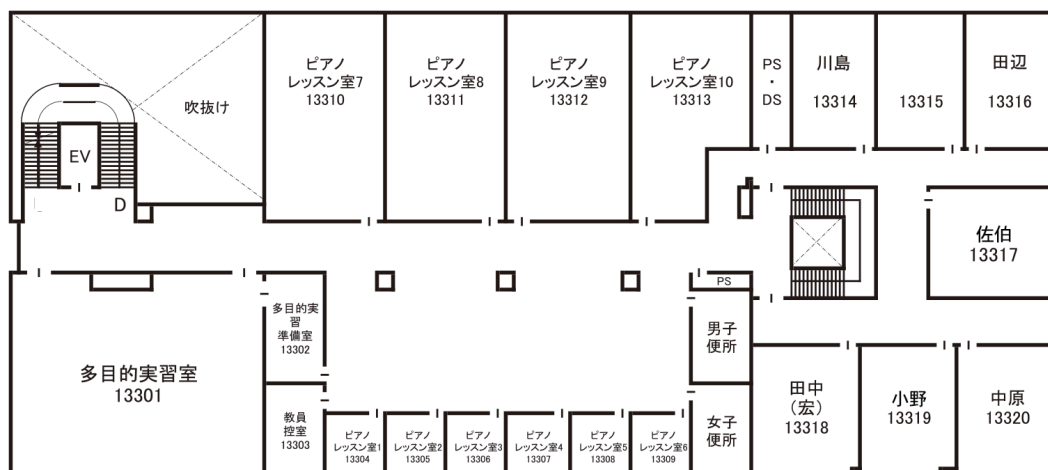 ピアノ
レッスン室7
13310
ピアノ
レッスン室8
13311
ピアノ
レッスン室9
13312
ピアノ
レッスン室10
13313
PS
・
DS
川島
13314
13315
田辺
13316
吹抜け
EV
D
佐伯
13317
PS
多目的実
習
準備室
13302
男子
便所
多目的実習室
13301
教員
控室
13303
ピアノ
レッスン室1
13304
ピアノ
レッスン室2
13305
ピアノ
レッスン室3
13306
ピアノ
レッスン室4
13307
ピアノ
レッスン室5
13308
ピアノ
レッスン室6
13309
女子
便所
田中
（宏）
13318
小野
13319
中原
13320